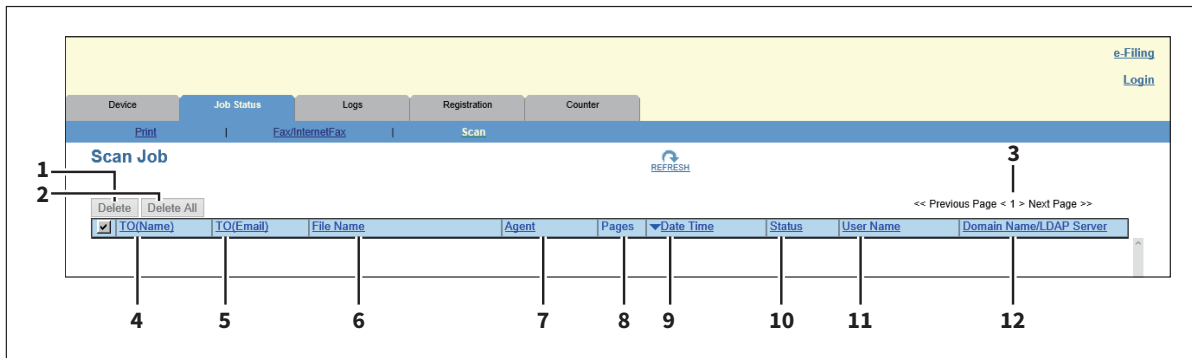 e-Filing
Login
Device Job Status Logs Registration Counter
Print | Fax/InternetFax | Scan
Scan Job
REFRESH
1
2
3
Delete Delete All
<< Previous Page < 1 > Next Page >>
TO(Name) TO(Email) File Name Agent Pages Date Time Status User Name Domain Name/LDAP Server
4 5 6 7 8 9 10 11 12